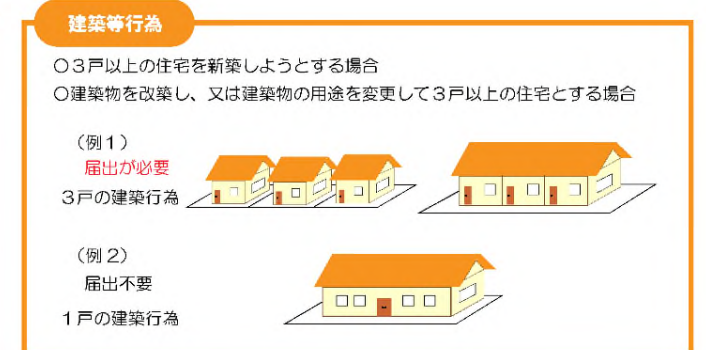 建築等行為
○3戸以上の住宅を新築しようとする場合
○建築物を改築し、又は建築物の用途を変更して3戸以上の住宅とする場合
（例1）
届出が必要
3戸の建築行為
（例2）
届出不要
1戸の建築行為